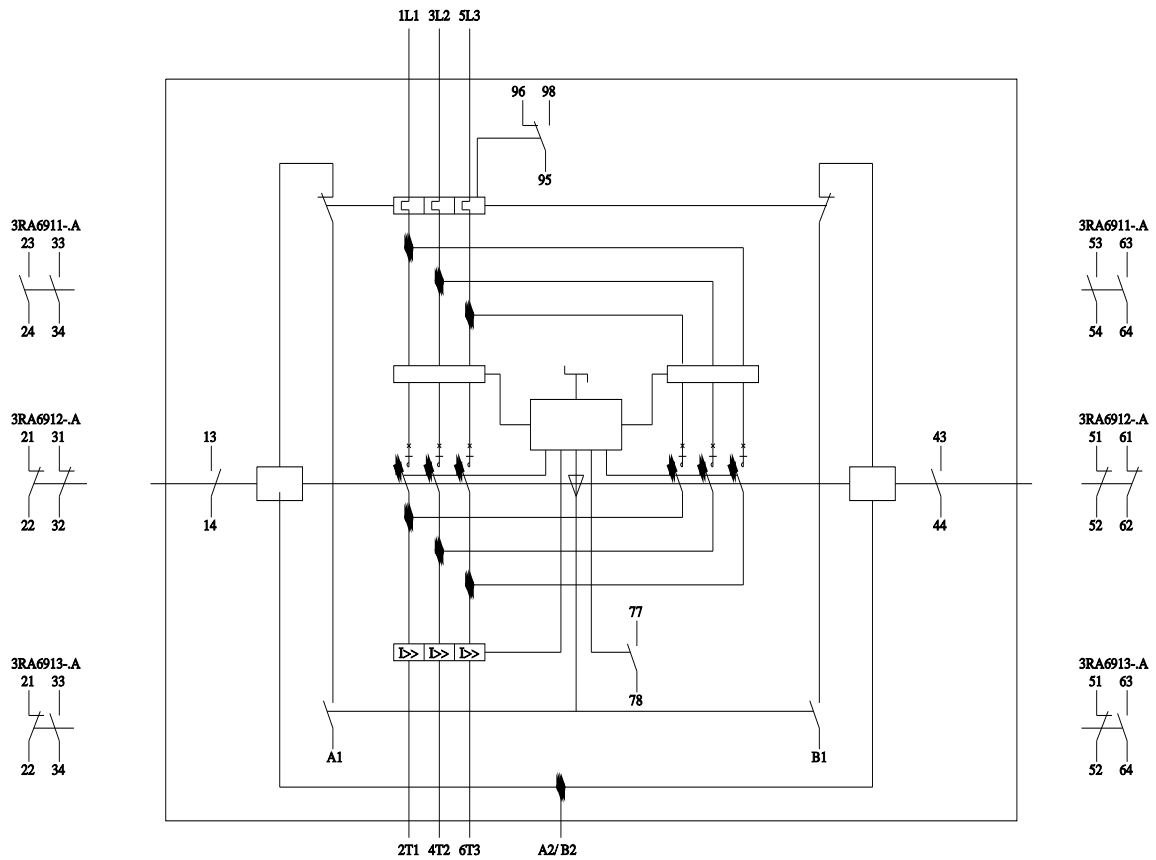 1L1 3L2 5L3
96 98
95
3RA6911-.A
23 33
24 34
3RA6911-.A
53 63
54 64
3RA6912-.A
21 31
22 32
13
14
43
44
3RA6912-.A
51 61
52 62
77
78
I>> I>> I>>
3RA6913-.A
21 33
22 34
3RA6913-.A
51 63
52 64
A1
B1
2T1 4T2 6T3
A2/B2